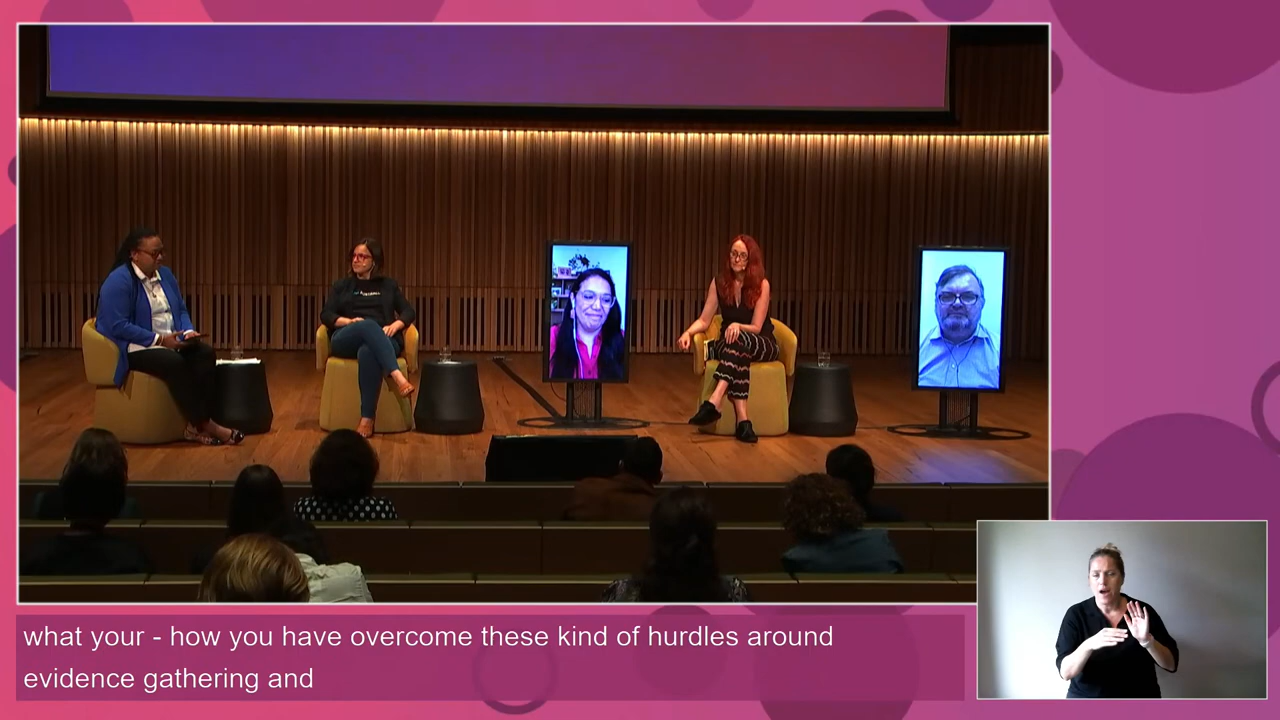 what your - how you have overcome these kind of hurdles around
evidence gathering and